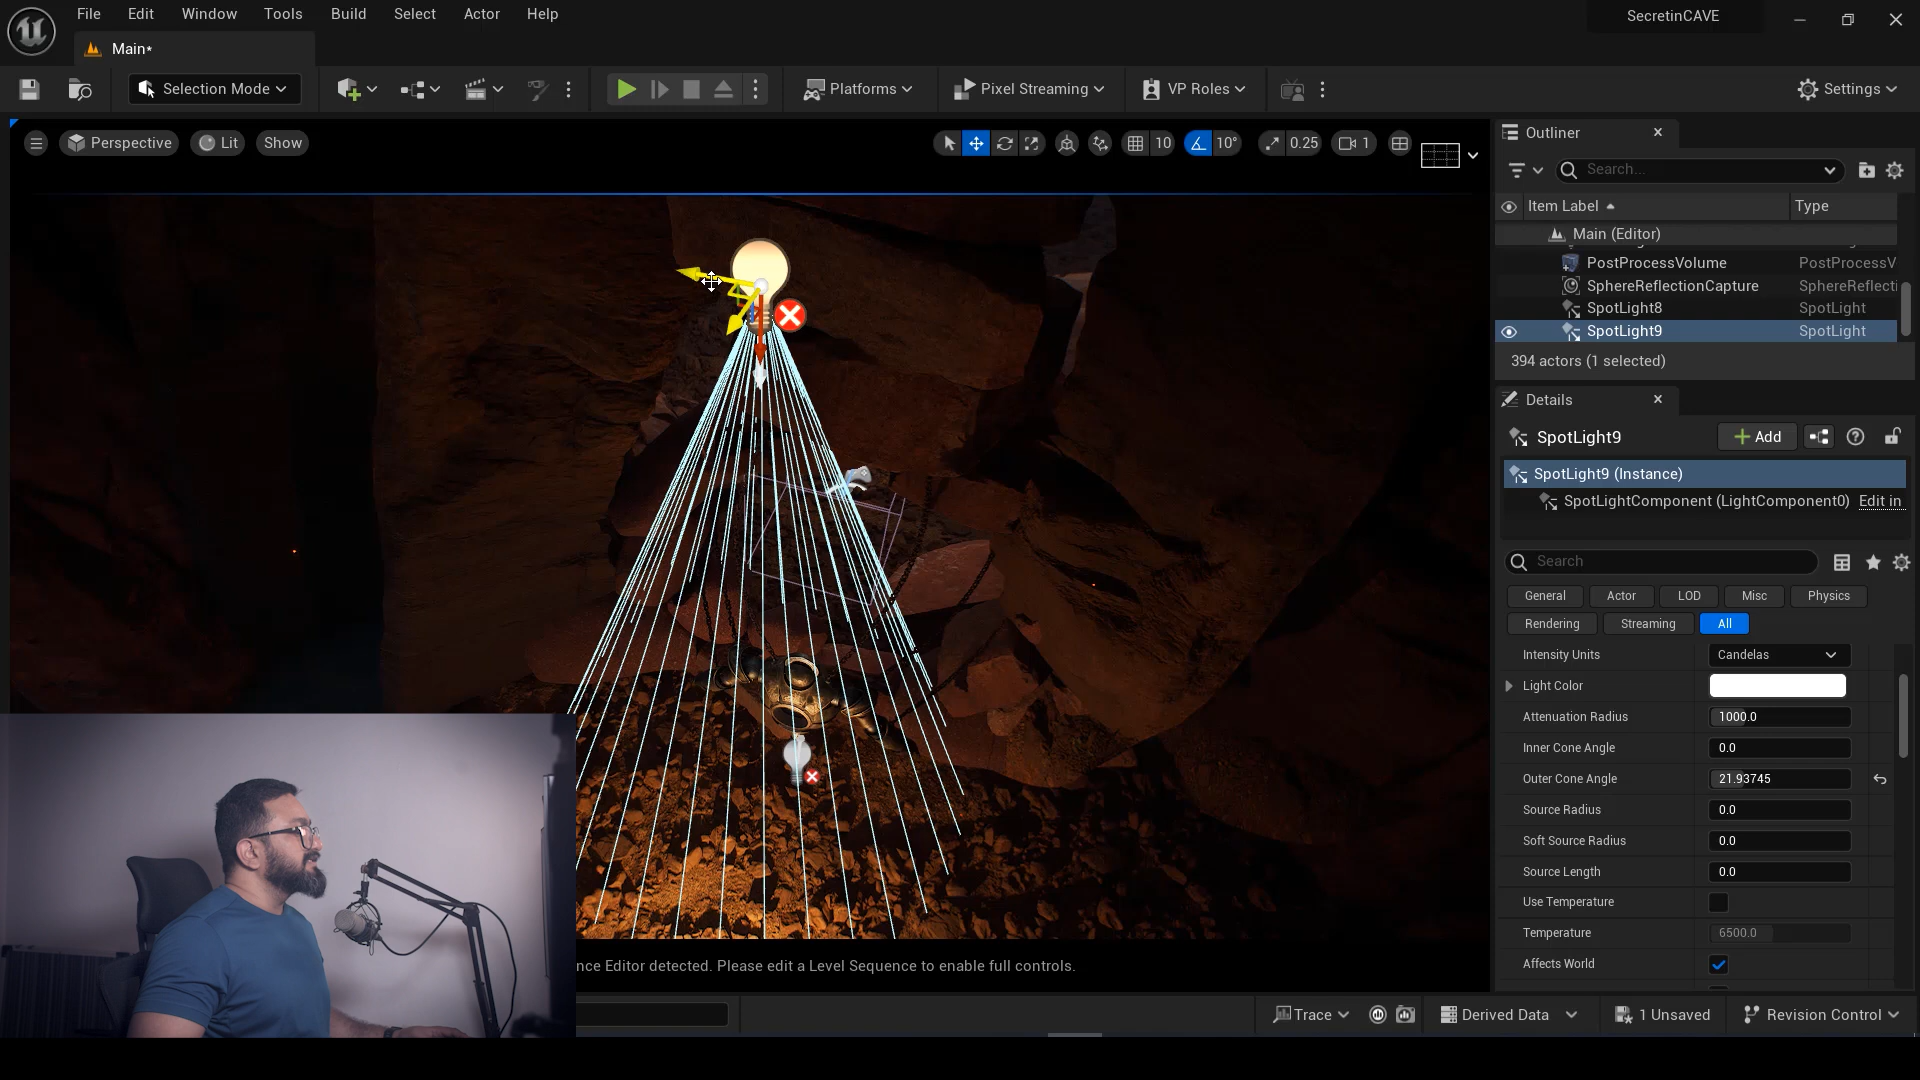 File Edit Window Tools Build Select Actor Help
SecretinCAVE
Main*
Selection Mode
Platforms
Pixel Streaming
VP Roles
Settings
Perspective
Lit
Show
10
10°
0.25
1
Outliner
Search...
Item Label
Type
Main (Editor)
PostProcessVolume PostProcessV
SphereReflectionCapture SphereReflecti
SpotLight8 SpotLight
SpotLight9 SpotLight
394 actors (1 selected)
Details
SpotLight9
Add
SpotLight9 (Instance)
SpotLightComponent (LightComponent0) Edit in
Search
General Actor LOD Misc Physics
Rendering Streaming All
Intensity Units Candelas
Light Color
Attenuation Radius 1000.0
Inner Cone Angle 0.0
Outer Cone Angle 21.93745
Source Radius 0.0
Soft Source Radius 0.0
Source Length 0.0
Use Temperature
Temperature 6500.0
Affects World
nce Editor detected. Please edit a Level Sequence to enable full controls.
Trace
Derived Data
1 Unsaved
Revision Control